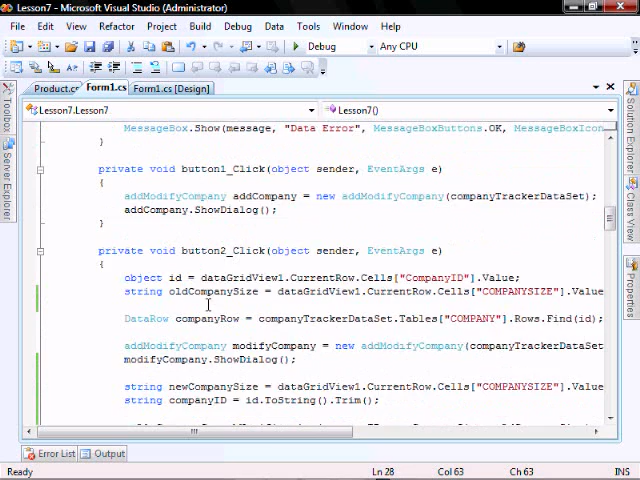 Lesson7 - Microsoft Visual Studio (Administrator)
File Edit View Refactor Project Build Debug Data Tools Test Window Help
Debug Any CPU
Product.cs Form1.cs Form1.cs [Design]
Lesson7.Lesson7 Lesson7()
MessageBox.Show(message, "Data Error", MessageBoxButtons.OK, MessageBoxIcon
}
private void button1_Click(object sender, EventArgs e)
{
addModifyCompany addCompany = new addModifyCompany(companyTrackerDataSet);
addCompany.ShowDialog();
}
private void button2_Click(object sender, EventArgs e)
{
object id = dataGridView1.CurrentRow.Cells["CompanyID"].Value;
string oldCompanySize = dataGridView1.CurrentRow.Cells["COMPANYSIZE"].Value
DataRow companyRow = companyTrackerDataSet.Tables["COMPANY"].Rows.Find(id);
addModifyCompany modifyCompany = new addModifyCompany(companyTrackerDataSet
modifyCompany.ShowDialog();
string newCompanySize = dataGridView1.CurrentRow.Cells["COMPANYSIZE"].Value
string companyID = id.ToString().Trim();
Toolbox
Server Explorer
Solution Explorer
Class View
Properties
Error List Output
Ready Ln 28 Col 63 Ch 63 INS